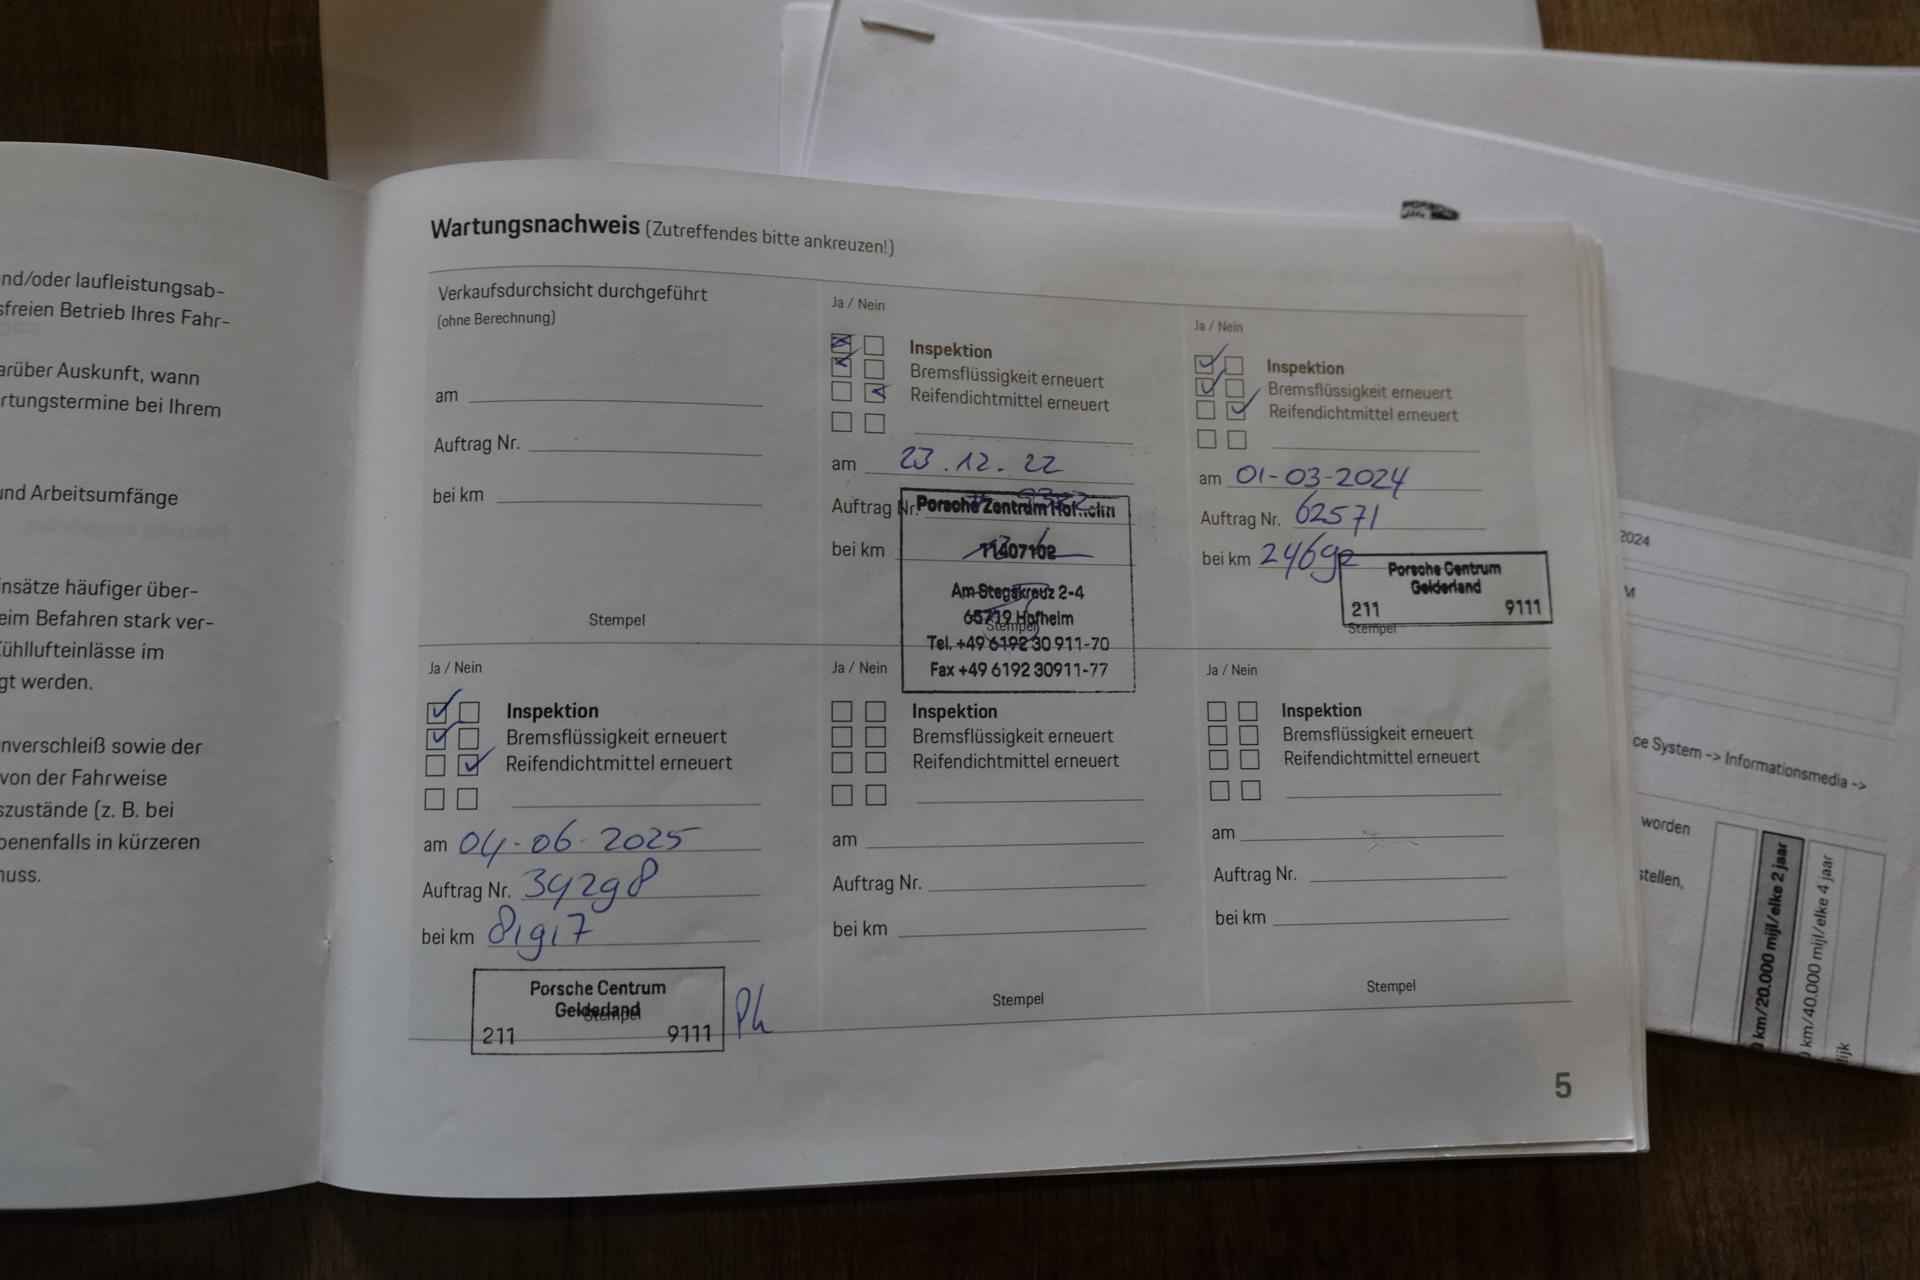 nd/oder laufleistungsab-
sfreien Betrieb Ihres Fahr-
arüber Auskunft, wann
rtungstermine bei Ihrem
und Arbeitsumfänge
insätze häufiger über-
eim Befahren stark ver-
Kühllufteinlässe im
gt werden.
nverschleiß sowie der
von der Fahrweise
szustände (z. B. bei
benenfalls in kürzeren
nuss.
Wartungsnachweis (Zutreffendes bitte ankreuzen!)
Verkaufsdurchsicht durchgeführt
(ohne Berechnung)
am
Auftrag Nr.
bei km
Stempel
Ja / Nein
Inspektion
Bremsflüssigkeit erneuert
Reifendichtmittel erneuert
am 23.12.22
Auftrag Nr.
bei km
Porsche Zentrum Hofheim
11407102
Am Stegskreuz 2-4
65719 Hofheim
Stempel
Tel. +49 6192 30 911-70
Fax +49 6192 30911-77
Ja / Nein
Inspektion
Bremsflüssigkeit erneuert
Reifendichtmittel erneuert
am 01-03-2024
Auftrag Nr. 62571
bei km 24692
Porsche Centrum
Gelderland
211 9111
Stempel
Ja / Nein
Inspektion
Bremsflüssigkeit erneuert
Reifendichtmittel erneuert
am 04-06-2025
Auftrag Nr. 39298
bei km 81917
Porsche Centrum
Gelderland
Stempel
211 9111
Ja / Nein
Inspektion
Bremsflüssigkeit erneuert
Reifendichtmittel erneuert
am
Auftrag Nr.
bei km
Stempel
Ja / Nein
Inspektion
Bremsflüssigkeit erneuert
Reifendichtmittel erneuert
am
Auftrag Nr.
bei km
Stempel
5
2024
M
ce System -> Informationsmedia ->
worden
stellen,
km/20.000 mijl/elke 2 jaar
km/40.000 mijl/elke 4 jaar
lijk